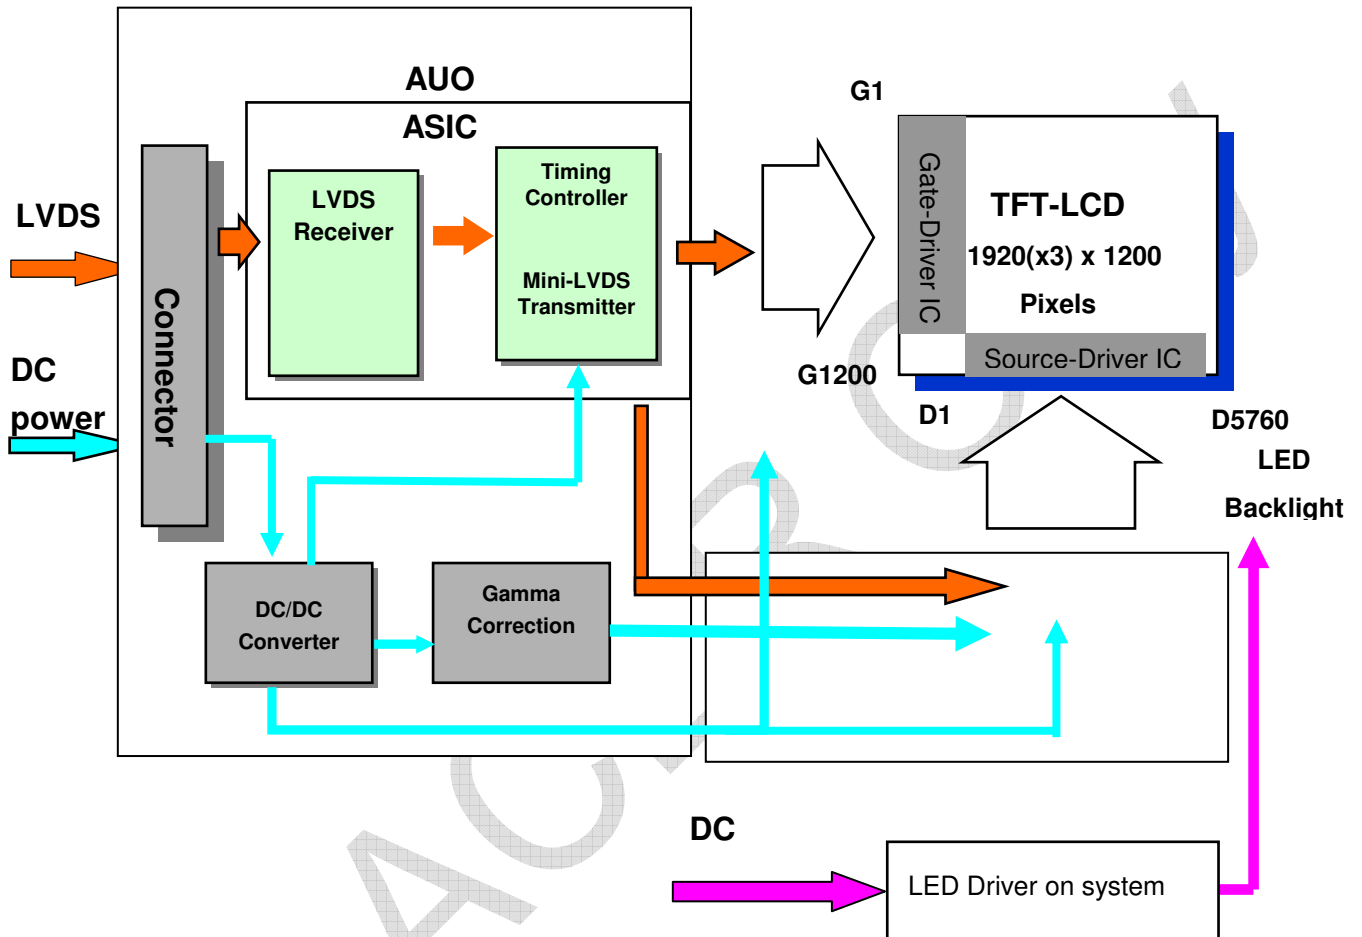 AUO
ASIC
G1
LVDS
Connector
LVDS
Receiver
Timing
Controller
Mini-LVDS
Transmitter
Gate-Driver IC
TFT-LCD
1920(x3) x 1200
Pixels
Source-Driver IC
DC
power
G1200
D1
D5760
LED
Backlight
DC/DC
Converter
Gamma
Correction
DC
LED Driver on system